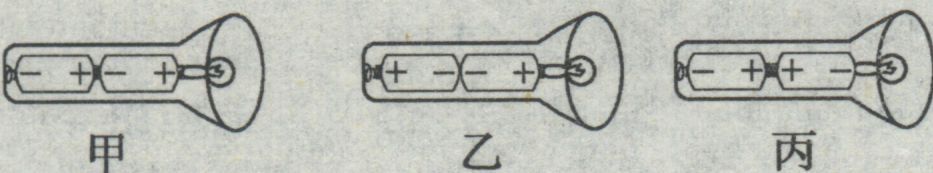 − + − +
+ − − +
− + + −
甲
乙
丙